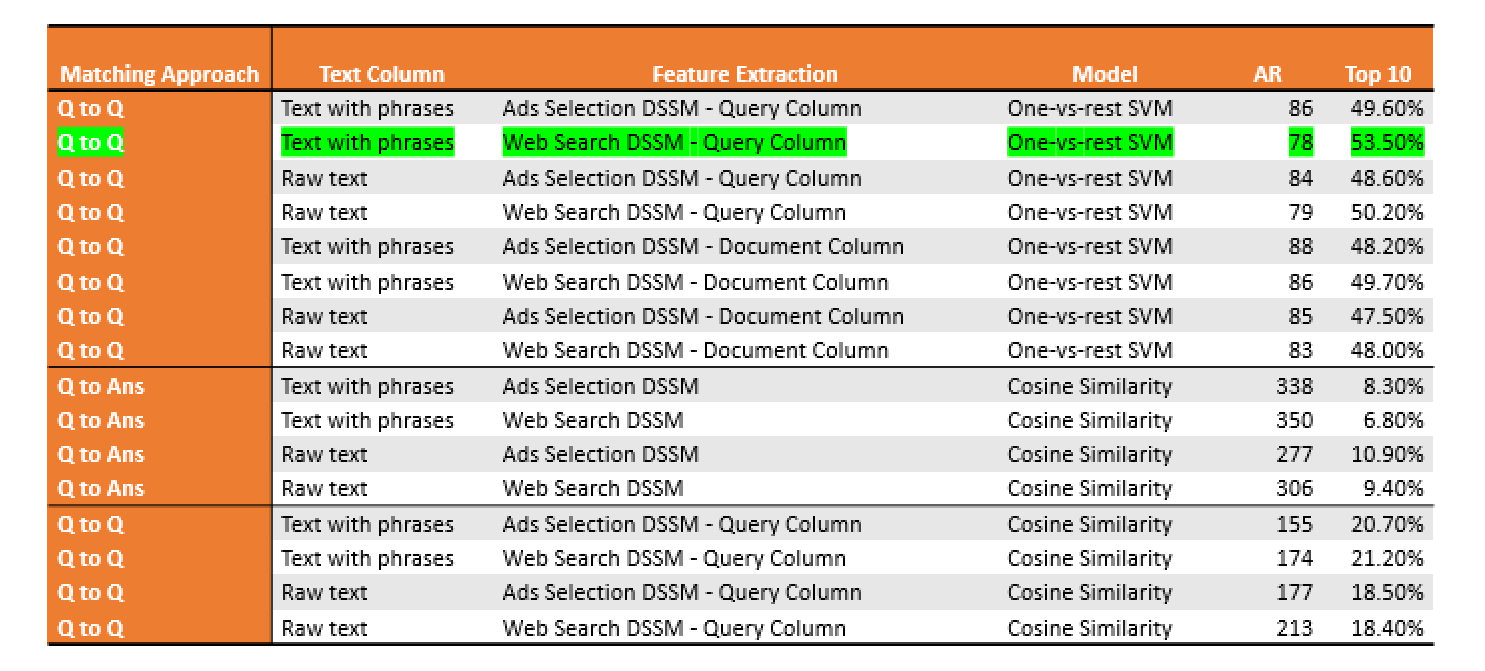 Matching Approach Text Column Feature Extraction Model AR Top 10
Q to Q Text with phrases Ads Selection DSSM - Query Column One-vs-rest SVM 86 49.60%
Q to Q Text with phrases Web Search DSSM - Query Column One-vs-rest SVM 78 53.50%
Q to Q Raw text Ads Selection DSSM - Query Column One-vs-rest SVM 84 48.60%
Q to Q Raw text Web Search DSSM - Query Column One-vs-rest SVM 79 50.20%
Q to Q Text with phrases Ads Selection DSSM - Document Column One-vs-rest SVM 88 48.20%
Q to Q Text with phrases Web Search DSSM - Document Column One-vs-rest SVM 86 49.70%
Q to Q Raw text Ads Selection DSSM - Document Column One-vs-rest SVM 85 47.50%
Q to Q Raw text Web Search DSSM - Document Column One-vs-rest SVM 83 48.00%
Q to Ans Text with phrases Ads Selection DSSM Cosine Similarity 338 8.30%
Q to Ans Text with phrases Web Search DSSM Cosine Similarity 350 6.80%
Q to Ans Raw text Ads Selection DSSM Cosine Similarity 277 10.90%
Q to Ans Raw text Web Search DSSM Cosine Similarity 306 9.40%
Q to Q Text with phrases Ads Selection DSSM - Query Column Cosine Similarity 155 20.70%
Q to Q Text with phrases Web Search DSSM - Query Column Cosine Similarity 174 21.20%
Q to Q Raw text Ads Selection DSSM - Query Column Cosine Similarity 177 18.50%
Q to Q Raw text Web Search DSSM - Query Column Cosine Similarity 213 18.40%